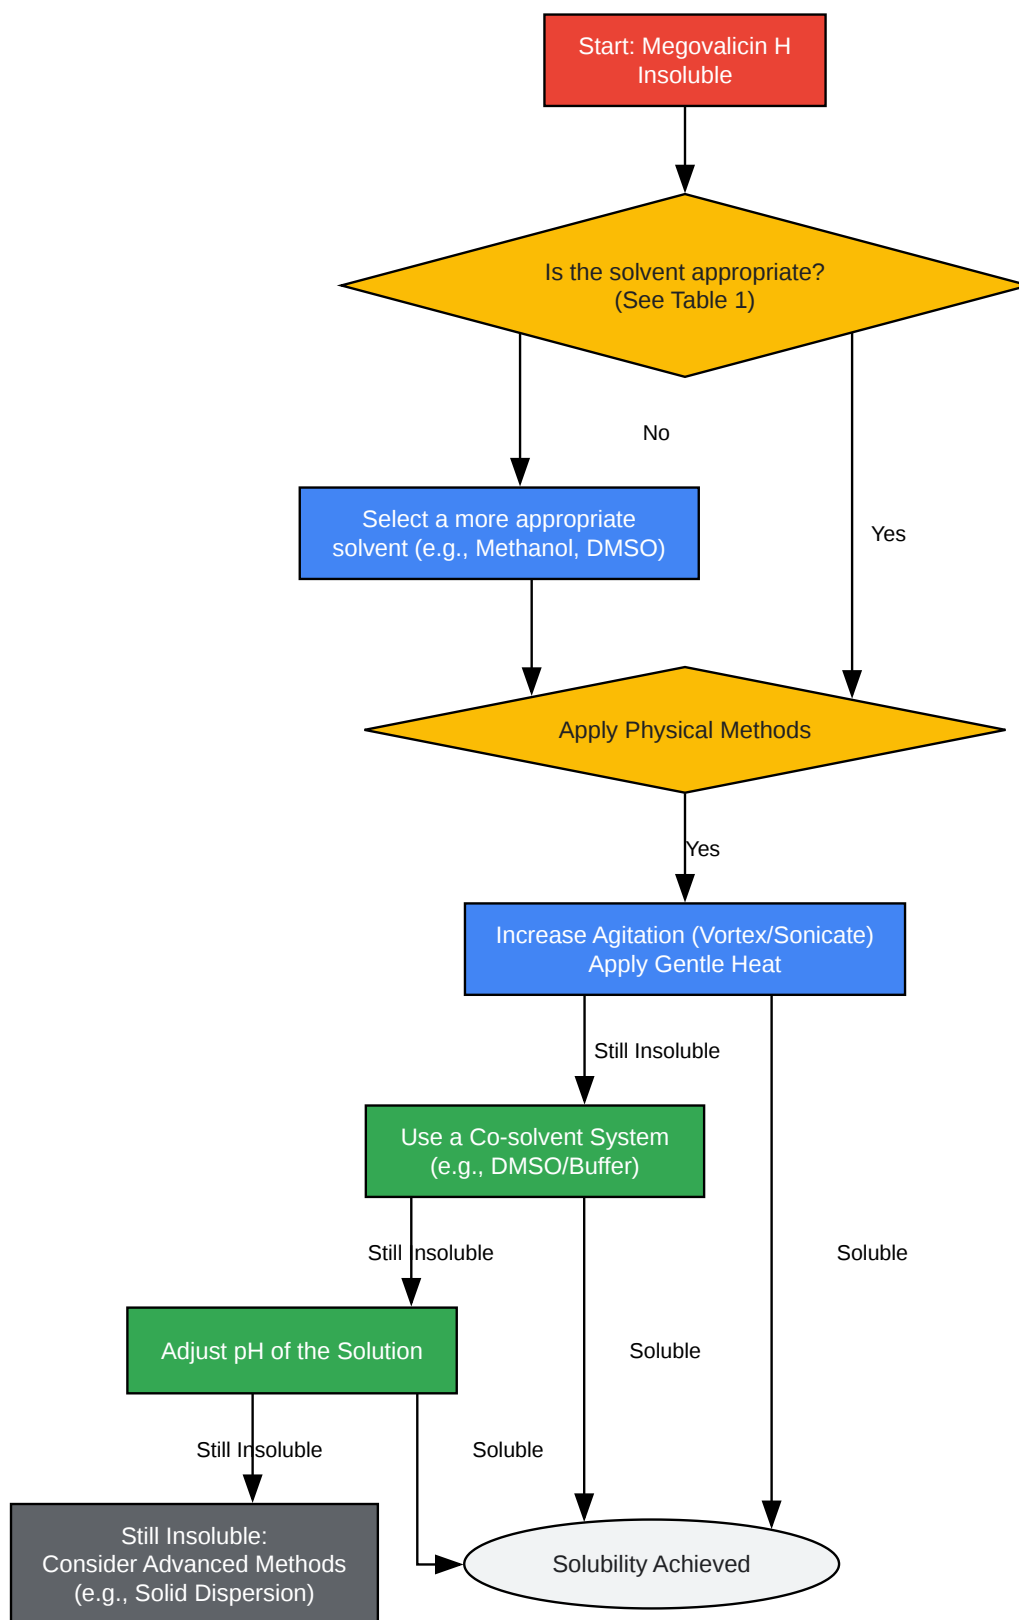 Start: Megovalicin H
Insoluble
Is the solvent appropriate?
(See Table 1)
No
Select a more appropriate
solvent (e.g., Methanol, DMSO)
Yes
Apply Physical Methods
Yes
Increase Agitation (Vortex/Sonicate)
Apply Gentle Heat
Still Insoluble
Use a Co-solvent System
(e.g., DMSO/Buffer)
Still Insoluble
Soluble
Adjust pH of the Solution
Soluble
Still Insoluble
Soluble
Still Insoluble:
Consider Advanced Methods
(e.g., Solid Dispersion)
Solubility Achieved